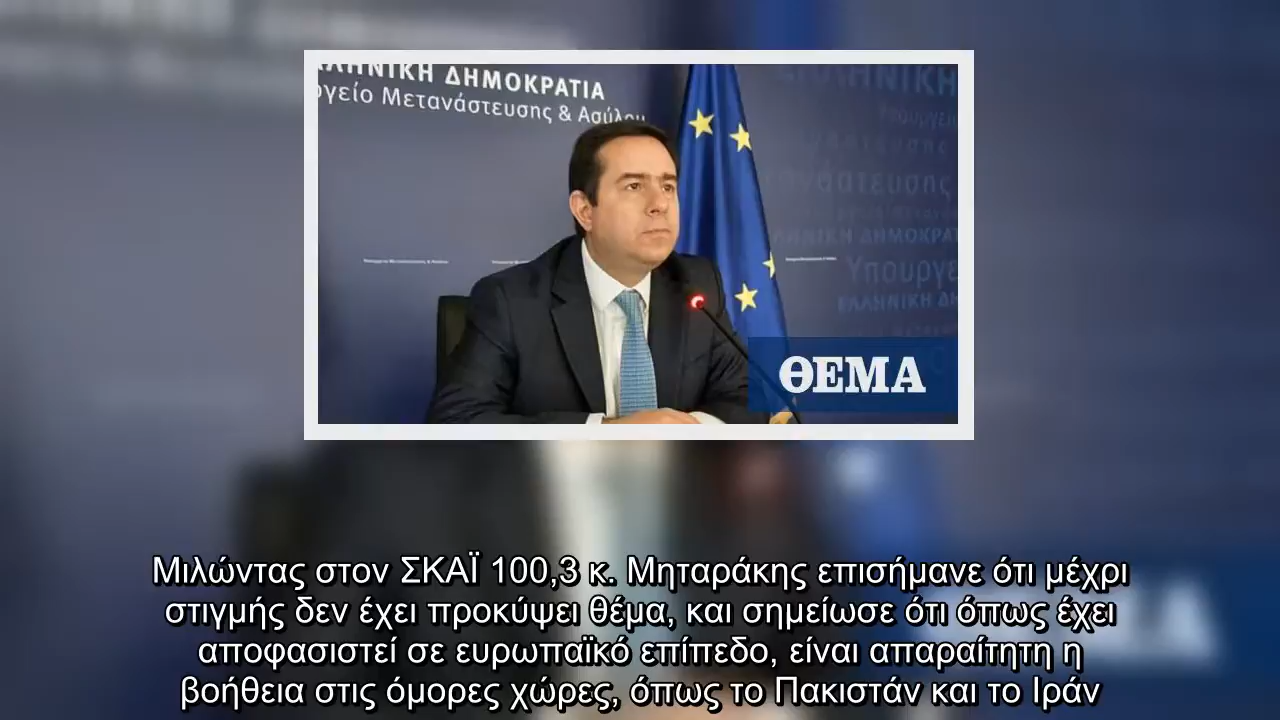 ΛΛΗΝΙΚΗ ΔΗΜΟΚΡΑΤΙΑ
ργείο Μετανάστευσης & Ασύλου
ΘΕΜΑ
Μιλώντας στον ΣΚΑΪ 100,3 κ. Μηταράκης επισήμανε ότι μέχρι
στιγμής δεν έχει προκύψει θέμα, και σημείωσε ότι όπως έχει
αποφασιστεί σε ευρωπαϊκό επίπεδο, είναι απαραίτητη η
βοήθεια στις όμορες χώρες, όπως το Πακιστάν και το Ιράν